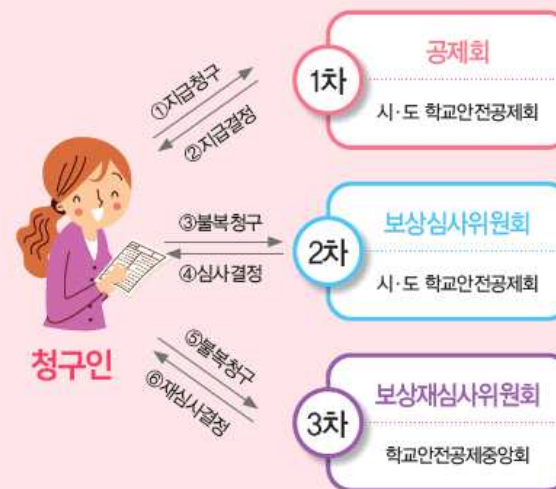 공제회
1차
시·도 학교안전공제회
①지급청구
②지급결정
보상심사위원회
2차
시·도 학교안전공제회
③불복청구
④심사결정
청구인
보상재심사위원회
3차
학교안전공제중앙회
⑤불복청구
⑥재심사결정